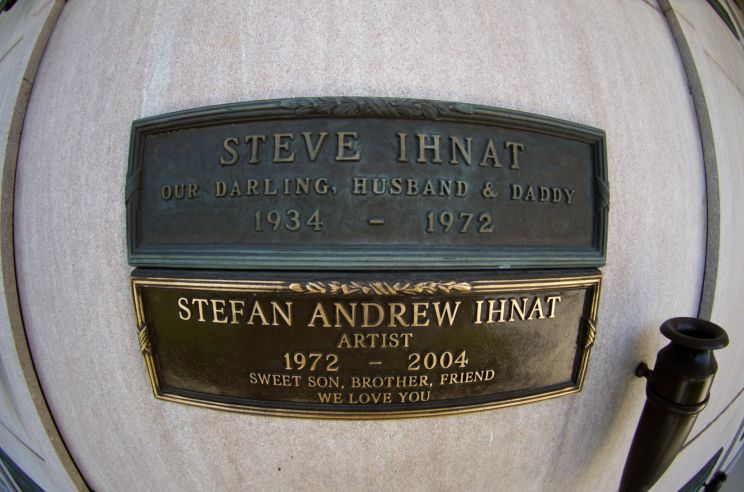 STEVE IHNAT
OUR DARLING, HUSBAND & DADDY
1934 - 1972
STEFAN ANDREW IHNAT
ARTIST
1972 - 2004
SWEET SON, BROTHER, FRIEND
WE LOVE YOU